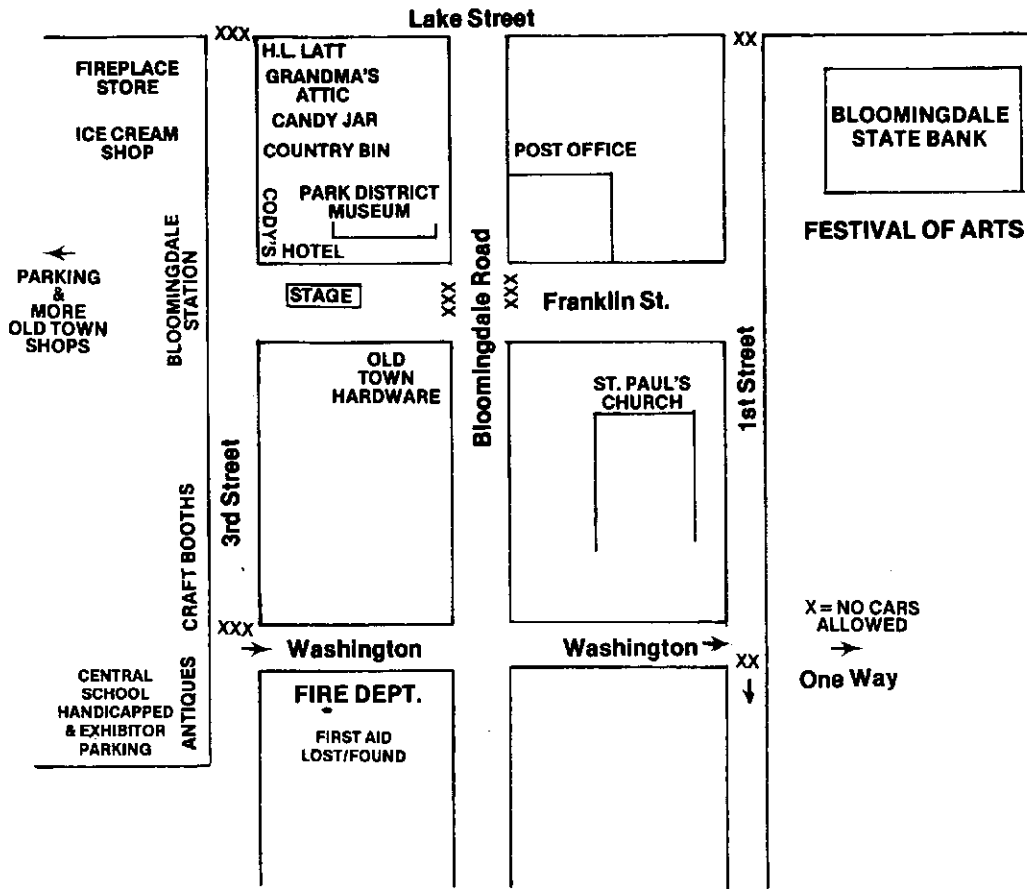 Lake Street
XXX
XX
H.L. LATT
GRANDMA'S
ATTIC
CANDY JAR
COUNTRY BIN
PARK DISTRICT
MUSEUM
CODY'S
HOTEL
FIREPLACE
STORE
ICE CREAM
SHOP
BLOOMINGDALE
STATION
←
PARKING
&
MORE
OLD TOWN
SHOPS
POST OFFICE
BLOOMINGDALE
STATE BANK
FESTIVAL OF ARTS
STAGE
XXX
Bloomingdale Road
XXX
Franklin St.
OLD
TOWN
HARDWARE
ST. PAUL'S
CHURCH
1st Street
3rd Street
CRAFT BOOTHS
XXX
→ Washington
Washington →
XX
↓
X = NO CARS
ALLOWED
→
One Way
CENTRAL
SCHOOL
HANDICAPPED
& EXHIBITOR
PARKING
ANTIQUES
FIRE DEPT.
FIRST AID
LOST/FOUND